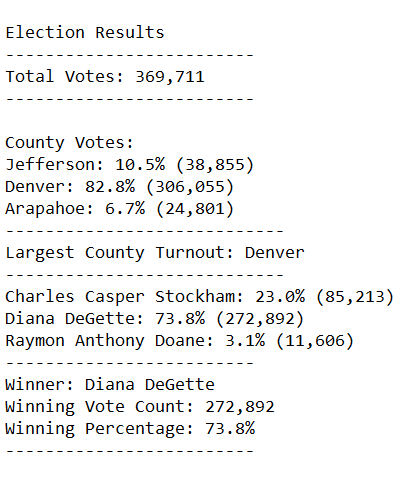 Election Results
-------------------------
Total Votes: 369,711
-------------------------
County Votes:
Jefferson: 10.5% (38,855)
Denver: 82.8% (306,055)
Arapahoe: 6.7% (24,801)
----------------------------
Largest County Turnout: Denver
----------------------------
Charles Casper Stockham: 23.0% (85,213)
Diana DeGette: 73.8% (272,892)
Raymon Anthony Doane: 3.1% (11,606)
-------------------------
Winner: Diana DeGette
Winning Vote Count: 272,892
Winning Percentage: 73.8%
-------------------------